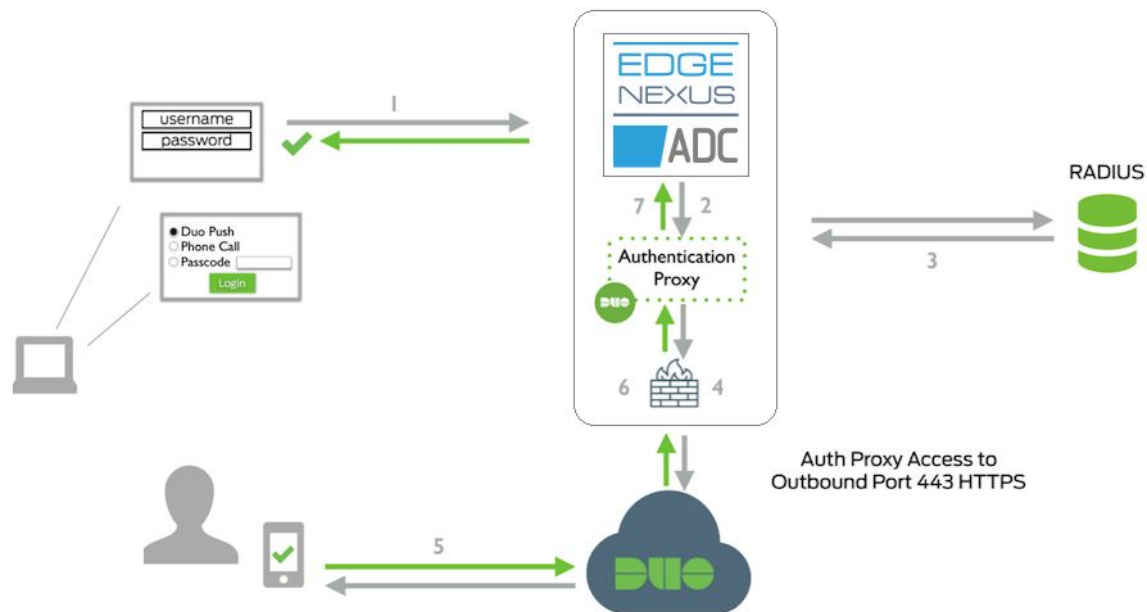 EDGE
NEXUS
ADC
1
username
password
RADIUS
7
2
Duo Push
Phone Call
Passcode
Login
Authentication
Proxy
3
DUO
6
4
Auth Proxy Access to
Outbound Port 443 HTTPS
5
DUO